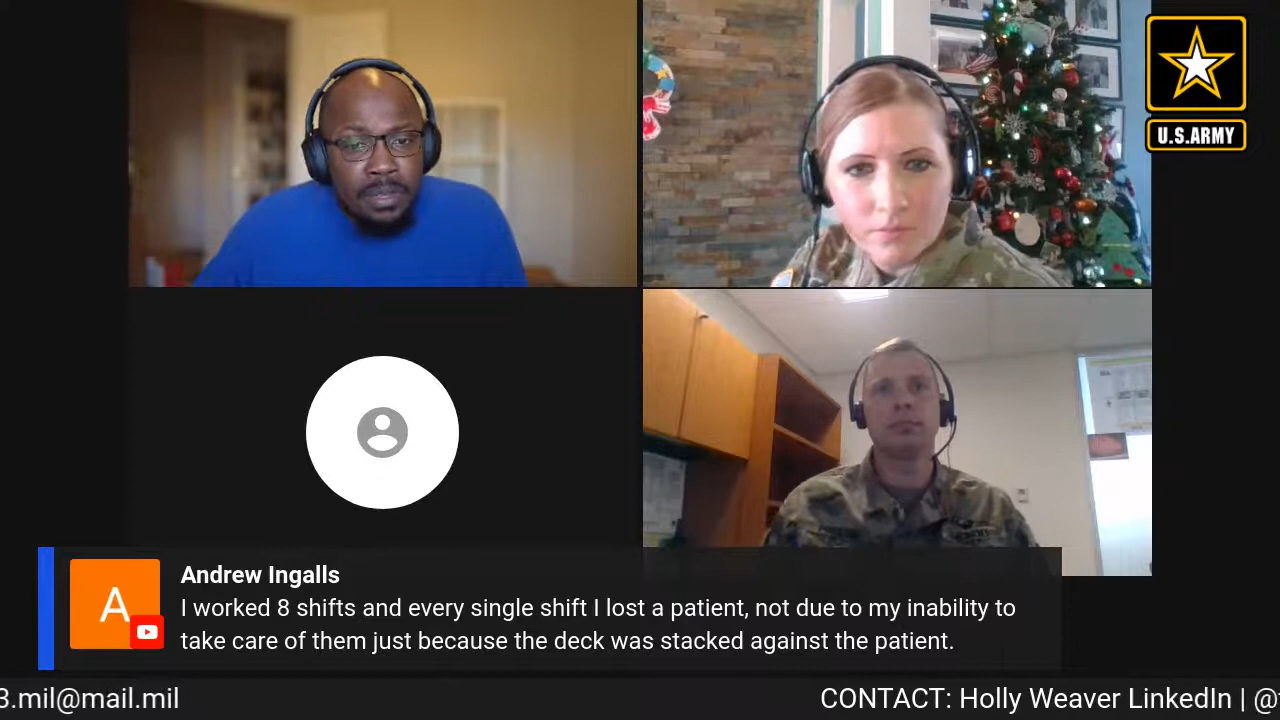 U.S.ARMY
A
Andrew Ingalls
I worked 8 shifts and every single shift I lost a patient, not due to my inability to
take care of them just because the deck was stacked against the patient.
3.mil@mail.mil
CONTACT: Holly Weaver LinkedIn | @